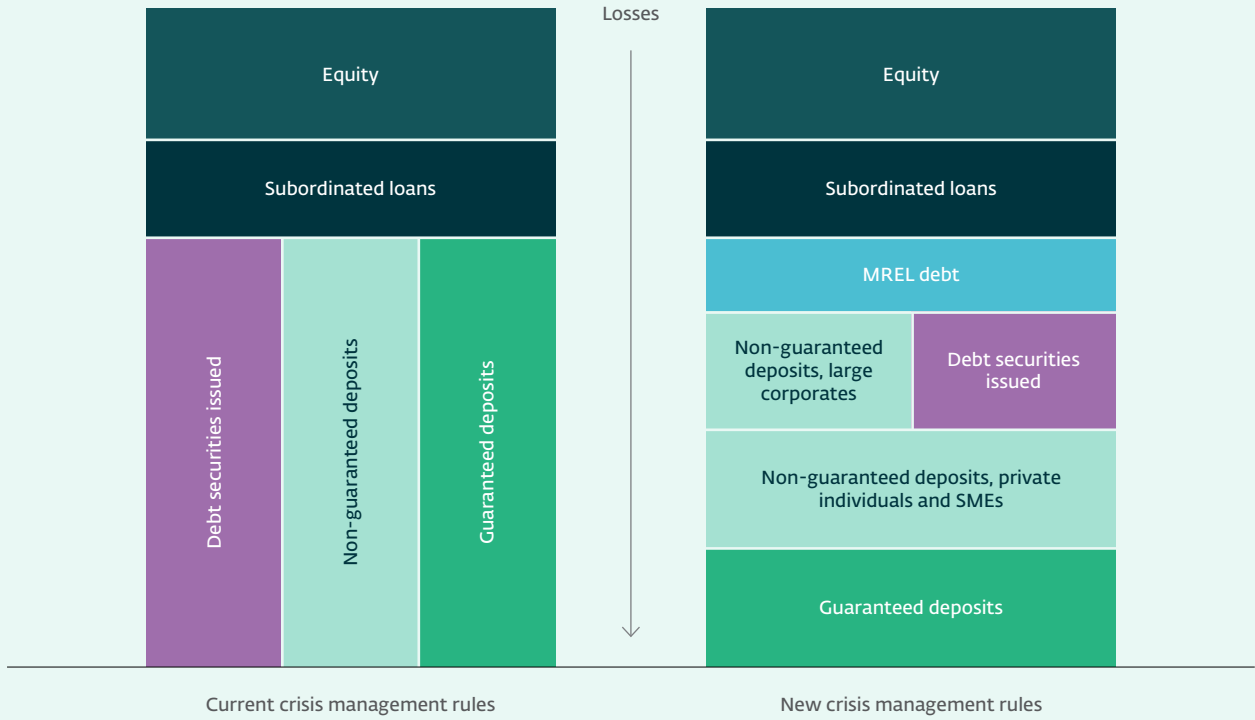 Losses
Equity
Subordinated loans
Debt securities issued
Non-guaranteed deposits
Guaranteed deposits
Current crisis management rules
Equity
Subordinated loans
MREL debt
Non-guaranteed
deposits, large
corporates
Debt securities
issued
Non-guaranteed deposits, private
individuals and SMEs
Guaranteed deposits
New crisis management rules